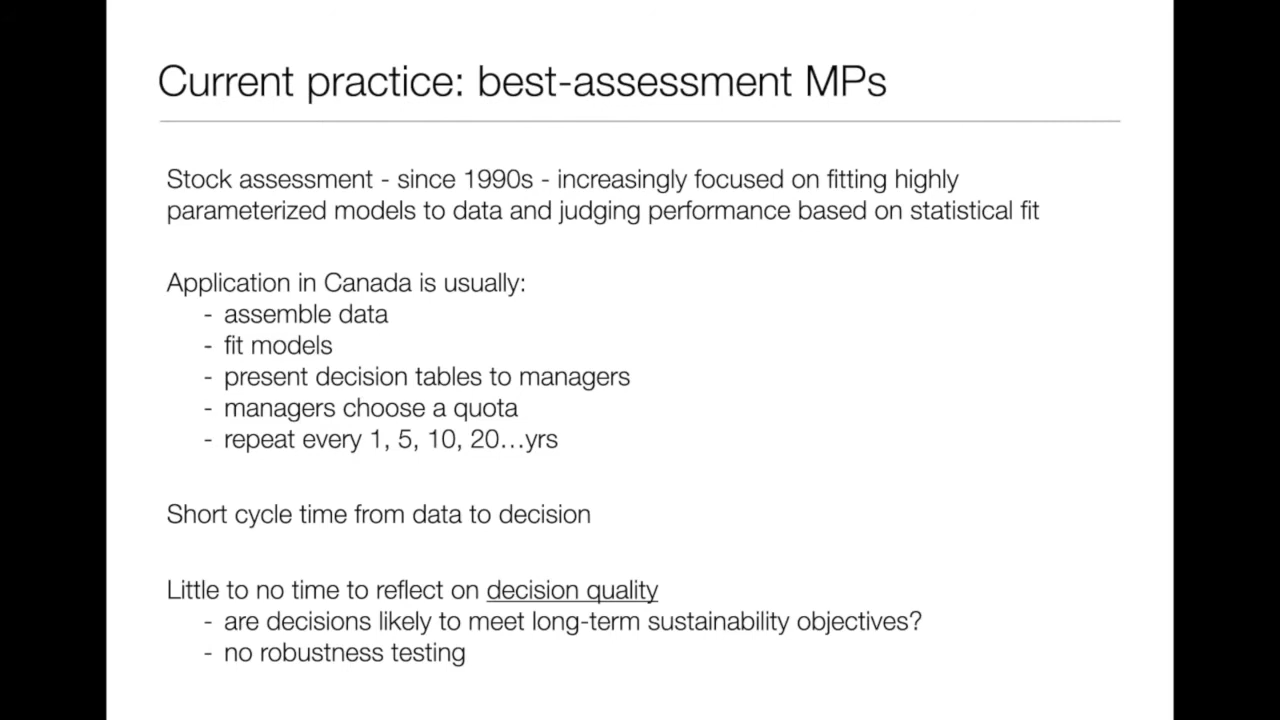 Current practice: best-assessment MPs
Stock assessment - since 1990s - increasingly focused on fitting highly
parameterized models to data and judging performance based on statistical fit
Application in Canada is usually:
- assemble data
- fit models
- present decision tables to managers
- managers choose a quota
- repeat every 1, 5, 10, 20...yrs
Short cycle time from data to decision
Little to no time to reflect on decision quality
- are decisions likely to meet long-term sustainability objectives?
- no robustness testing